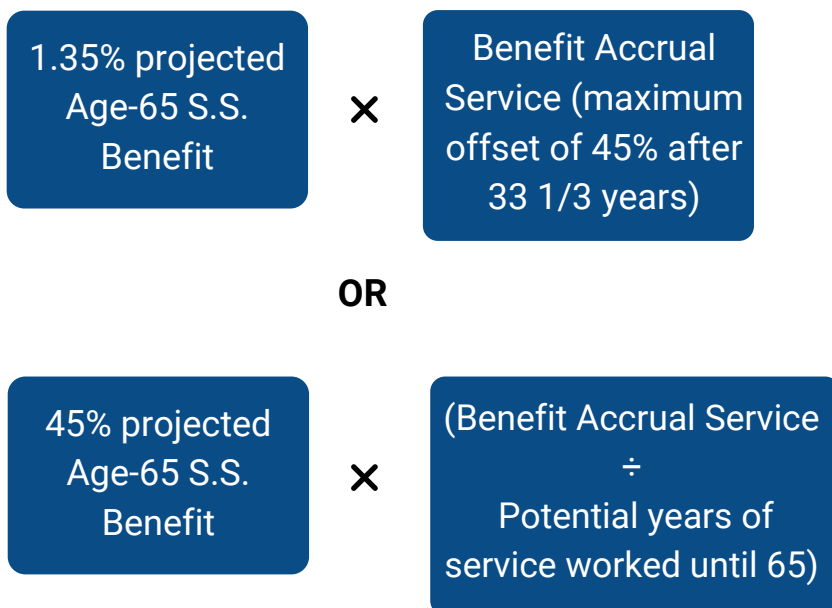 1.35% projected
Age-65 S.S.
Benefit
×
Benefit Accrual
Service (maximum
offset of 45% after
33 1/3 years)
OR
45% projected
Age-65 S.S.
Benefit
×
(Benefit Accrual Service
÷
Potential years of
service worked until 65)